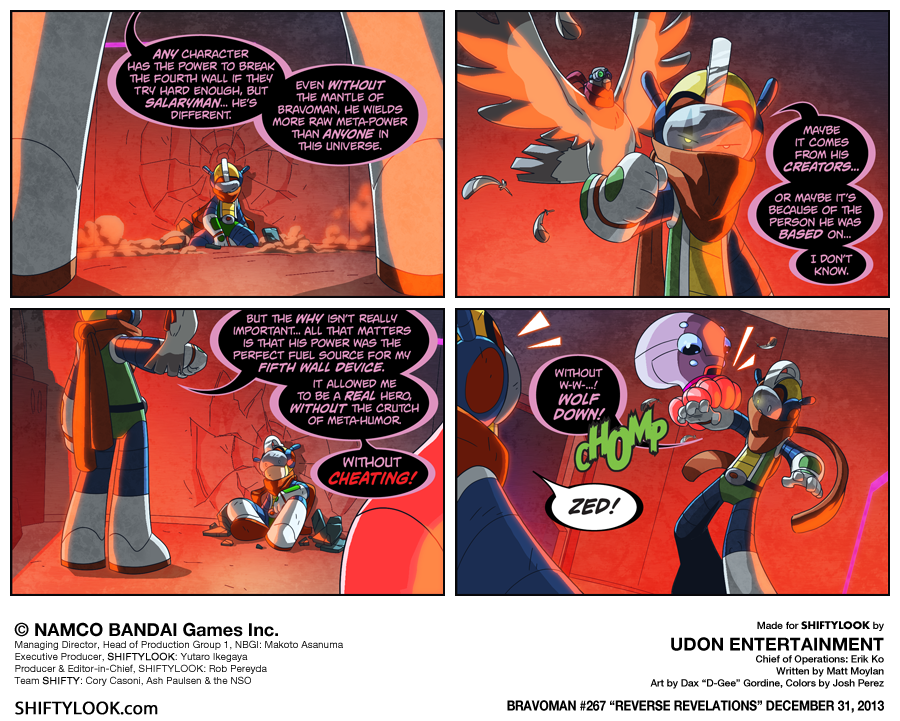 ANY CHARACTER
HAS THE POWER TO BREAK
THE FOURTH WALL IF THEY
TRY HARD ENOUGH, BUT
SALARYMAN... HE'S
DIFFERENT.
EVEN WITHOUT
THE MANTLE OF
BRAVOMAN, HE WIELDS
MORE RAW META-POWER
THAN ANYONE IN
THIS UNIVERSE.
MAYBE
IT COMES
FROM HIS
CREATORS...
OR MAYBE IT'S
BECAUSE OF THE
PERSON HE WAS
BASED ON...
I DON'T
KNOW.
BUT THE WHY ISN'T REALLY
IMPORTANT... ALL THAT MATTERS
IS THAT HIS POWER WAS THE
PERFECT FUEL SOURCE FOR MY
FIFTH WALL DEVICE.
IT ALLOWED ME
TO BE A REAL HERO,
WITHOUT THE CRUTCH
OF META-HUMOR.
WITHOUT
CHEATING!
WITHOUT
W-W-...!
WOLF
DOWN!
CHOMP
ZED!
© NAMCO BANDAI Games Inc.
Managing Director, Head of Production Group 1, NBGI: Makoto Asanuma
Executive Producer, SHIFTYLOOK: Yutaro Ikegaya
Producer & Editor-in-Chief, SHIFTYLOOK: Rob Pereyda
Team SHIFTY: Cory Casoni, Ash Paulsen & the NSO
SHIFTYLOOK.com
Made for SHIFTYLOOK by
UDON ENTERTAINMENT
Chief of Operations: Erik Ko
Written by Matt Moylan
Art by Dax "D-Gee" Gordine, Colors by Josh Perez
BRAVOMAN #267 "REVERSE REVELATIONS" DECEMBER 31, 2013